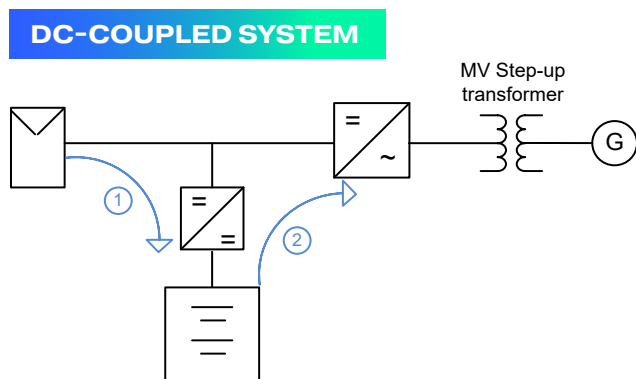 DC-COUPLED SYSTEM
MV Step-up
transformer
=
~
G
1
=
=
2